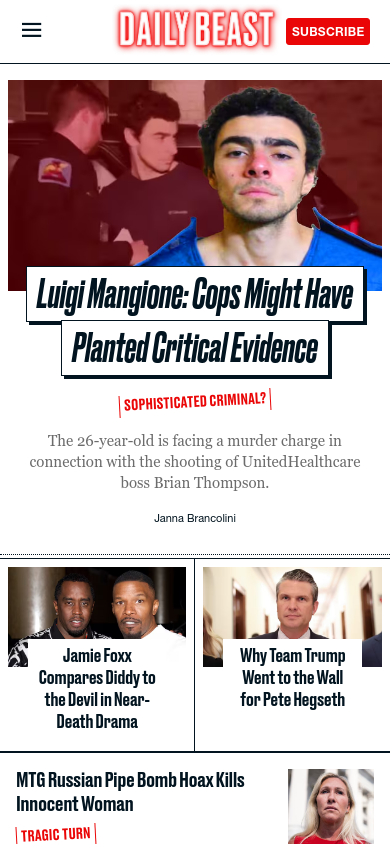 DAILY BEAST
SUBSCRIBE
Luigi Mangione: Cops Might Have
Planted Critical Evidence
SOPHISTICATED CRIMINAL?
The 26-year-old is facing a murder charge in
connection with the shooting of UnitedHealthcare
boss Brian Thompson.
Janna Brancolini
Jamie Foxx
Compares Diddy to
the Devil in Near-
Death Drama
Why Team Trump
Went to the Wall
for Pete Hegseth
MTG Russian Pipe Bomb Hoax Kills
Innocent Woman
TRAGIC TURN